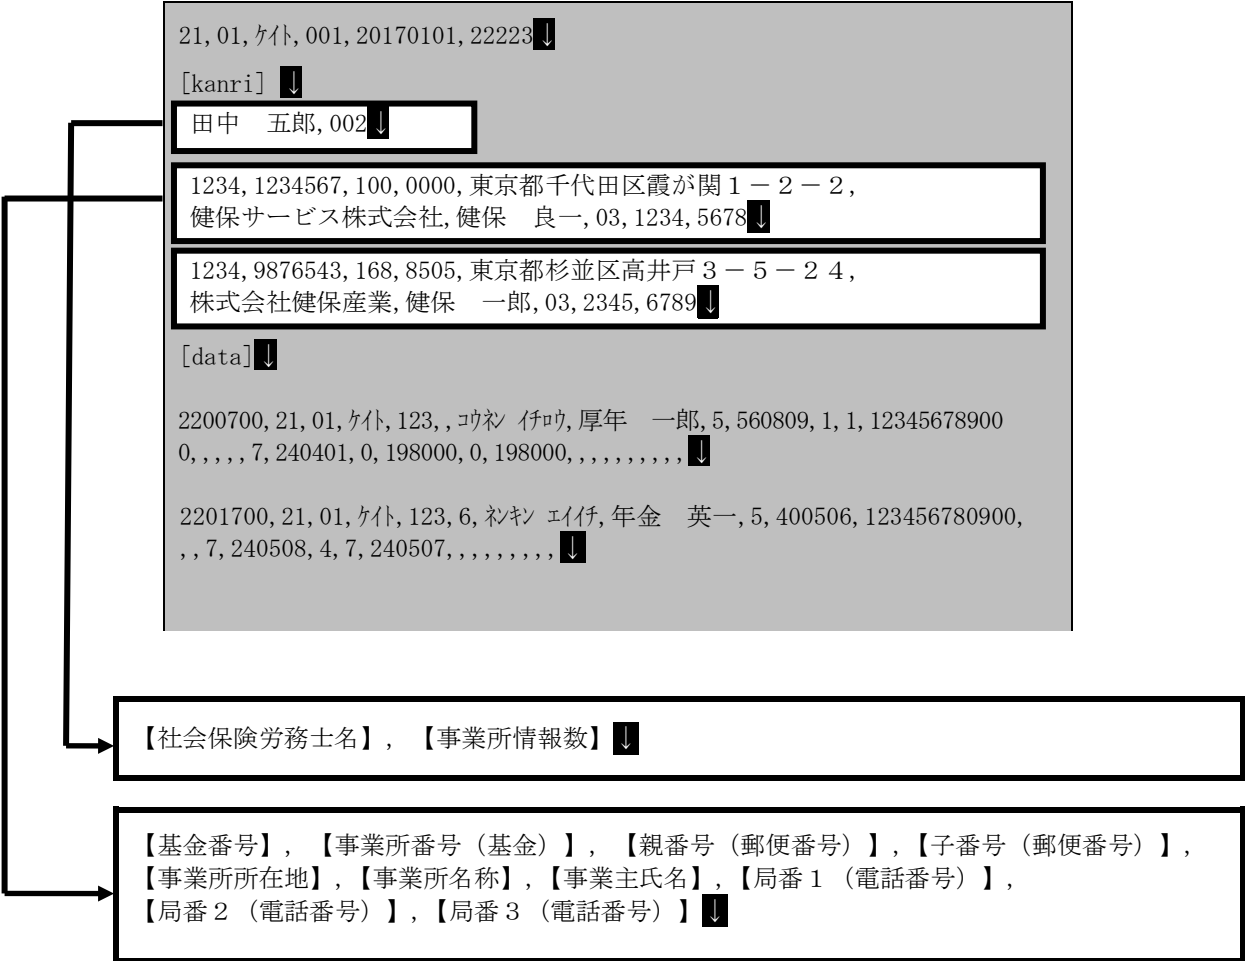 21,01,ｹｲﾄ,001,20170101,22223↓
[kanri] ↓
田中　五郎,002↓
1234,1234567,100,0000,東京都千代田区霞が関１－２－２,
健保サービス株式会社,健保　良一,03,1234,5678↓
1234,9876543,168,8505,東京都杉並区高井戸３－５－２４,
株式会社健保産業,健保　一郎,03,2345,6789↓
[data]↓
2200700,21,01,ｹｲﾄ,123,,ｺｳﾈﾝ ｲﾁﾛｳ,厚年　一郎,5,560809,1,1,12345678900
0,,,,,7,240401,0,198000,0,198000,,,,,,,,,,↓
2201700,21,01,ｹｲﾄ,123,6,ﾈﾝｷﾝ ｴｲｲﾁ,年金　英一,5,400506,123456780900,
,,7,240508,4,7,240507,,,,,,,,,↓
【社会保険労務士名】,【事業所情報数】↓
【基金番号】,【事業所番号（基金）】,【親番号（郵便番号）】,【子番号（郵便番号）】,
【事業所所在地】,【事業所名称】,【事業主氏名】,【局番１（電話番号）】,
【局番２（電話番号）】,【局番３（電話番号）】↓